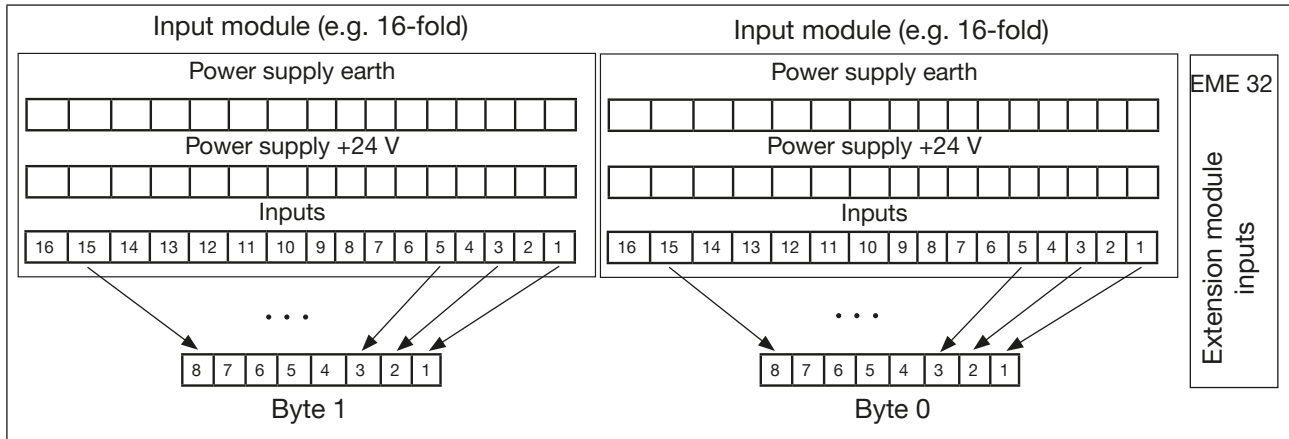 Input module (e.g. 16-fold)
Power supply earth
Power supply +24 V
Inputs
16 15 14 13 12 11 10 9 8 7 6 5 4 3 2 1
. . .
8 7 6 5 4 3 2 1
Byte 1
Input module (e.g. 16-fold)
Power supply earth
Power supply +24 V
Inputs
16 15 14 13 12 11 10 9 8 7 6 5 4 3 2 1
. . .
8 7 6 5 4 3 2 1
Byte 0
EME 32
Extension module
inputs